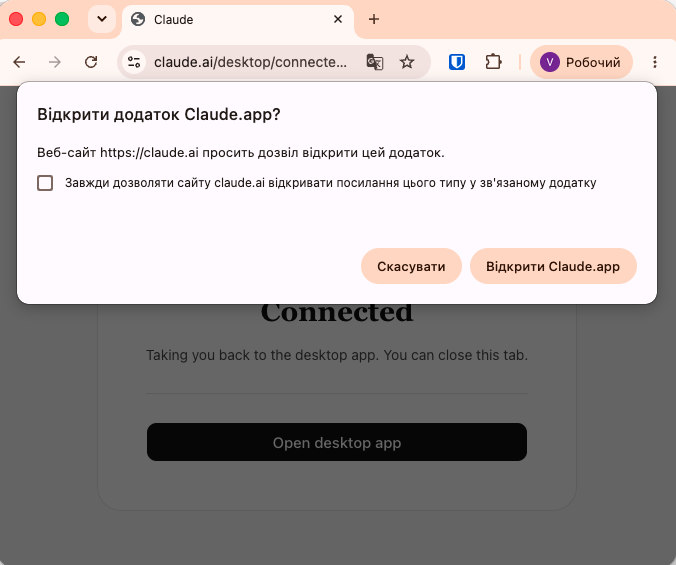 Claude
claude.ai/desktop/connecte...
V Робочий
Відкрити додаток Claude.app?
Веб-сайт https://claude.ai просить дозвіл відкрити цей додаток.
Завжди дозволяти сайту claude.ai відкривати посилання цього типу у зв'язаному додатку
Скасувати
Відкрити Claude.app
Connected
Taking you back to the desktop app. You can close this tab.
Open desktop app